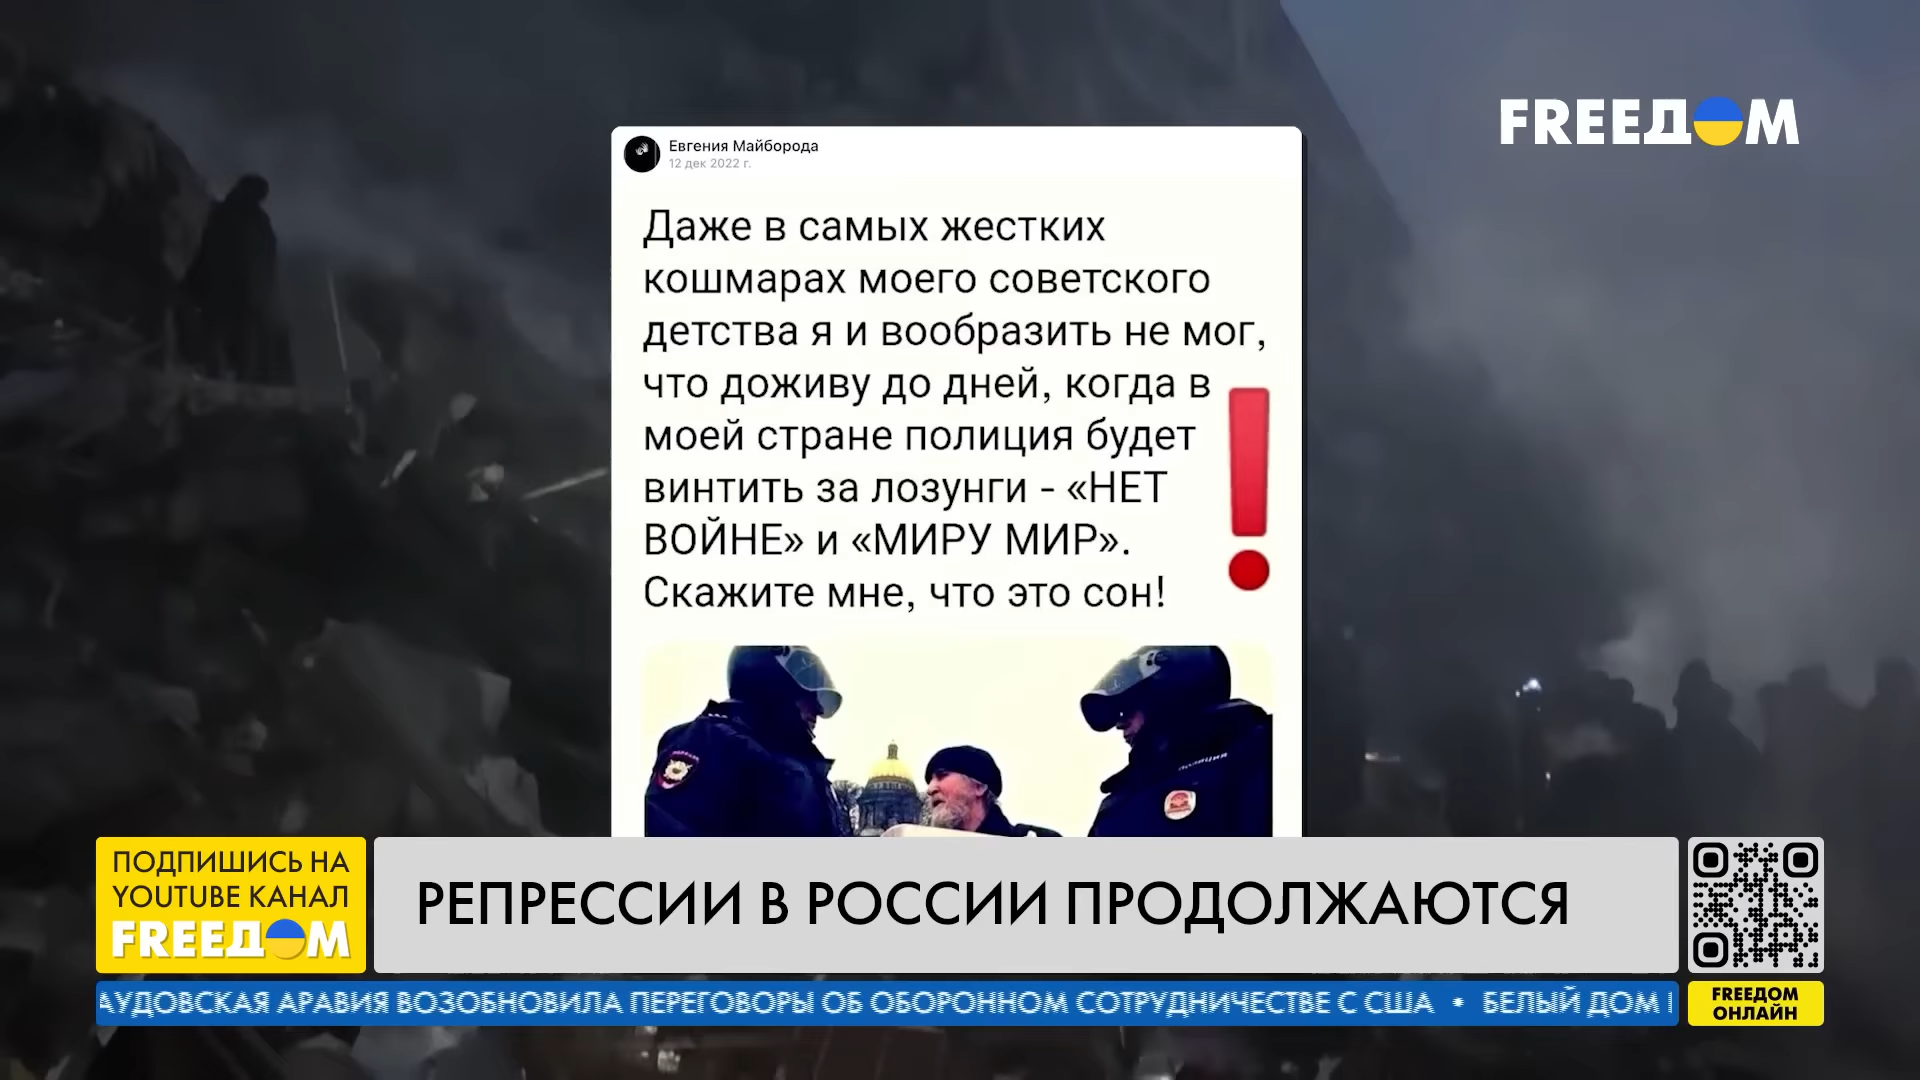 FREEДOM
Евгения Майборода
12 дек 2022 г.
Даже в самых жестких
кошмарах моего советского
детства я и вообразить не мог,
что доживу до дней, когда в
моей стране полиция будет
винтить за лозунги - «НЕТ
ВОЙНЕ» и «МИРУ МИР».
Скажите мне, что это сон!
ПОЛИЦИЯ
ПОДПИШИСЬ НА
YOUTUBE КАНАЛ
FREEДOM
РЕПРЕССИИ В РОССИИ ПРОДОЛЖАЮТСЯ
АУДОВСКАЯ АРАВИЯ ВОЗОБНОВИЛА ПЕРЕГОВОРЫ ОБ ОБОРОННОМ СОТРУДНИЧЕСТВЕ С США • БЕЛЫЙ ДОМ
FREEДОМ
ОНЛАЙН